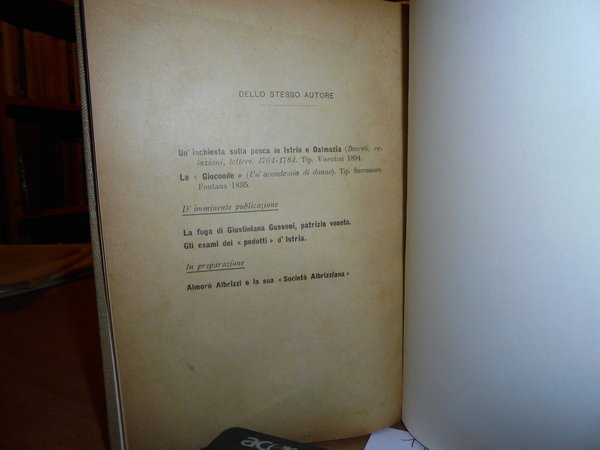 DELLO STESSO AUTORE
Un' inchiesta sulla pesca in Istria e Dalmazia (Decreti, re-
lazioni, lettere. 1764-1784. Tip. Visentini 1894.
Le « Gioconde » (Un' accademia di donne). Tip. Successore
Fontana 1895.
D' imminente publicazione
La fuga di Giustiniana Gussoni, patrizia veneta.
Gli esami dei « pedotti » d' Istria.
In preparazione
Almorò Albrizzi e la sua « Società Albrizziana »